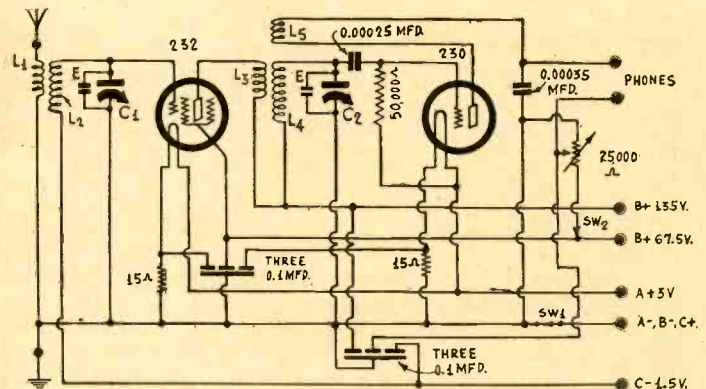 L1
L2
E
C1
232
L3
L4
L5
E
C2
0.00025 MFD.
50,000Ω
230
0.00035
MFD.
PHONES
25000
Ω
SW2
B+ 135V.
B+ 67.5V.
A+3V
SW1
A-, B-, C+.
C-1.5V.
15Ω
THREE
0.1 MFD.
15Ω
THREE
0.1 MFD.